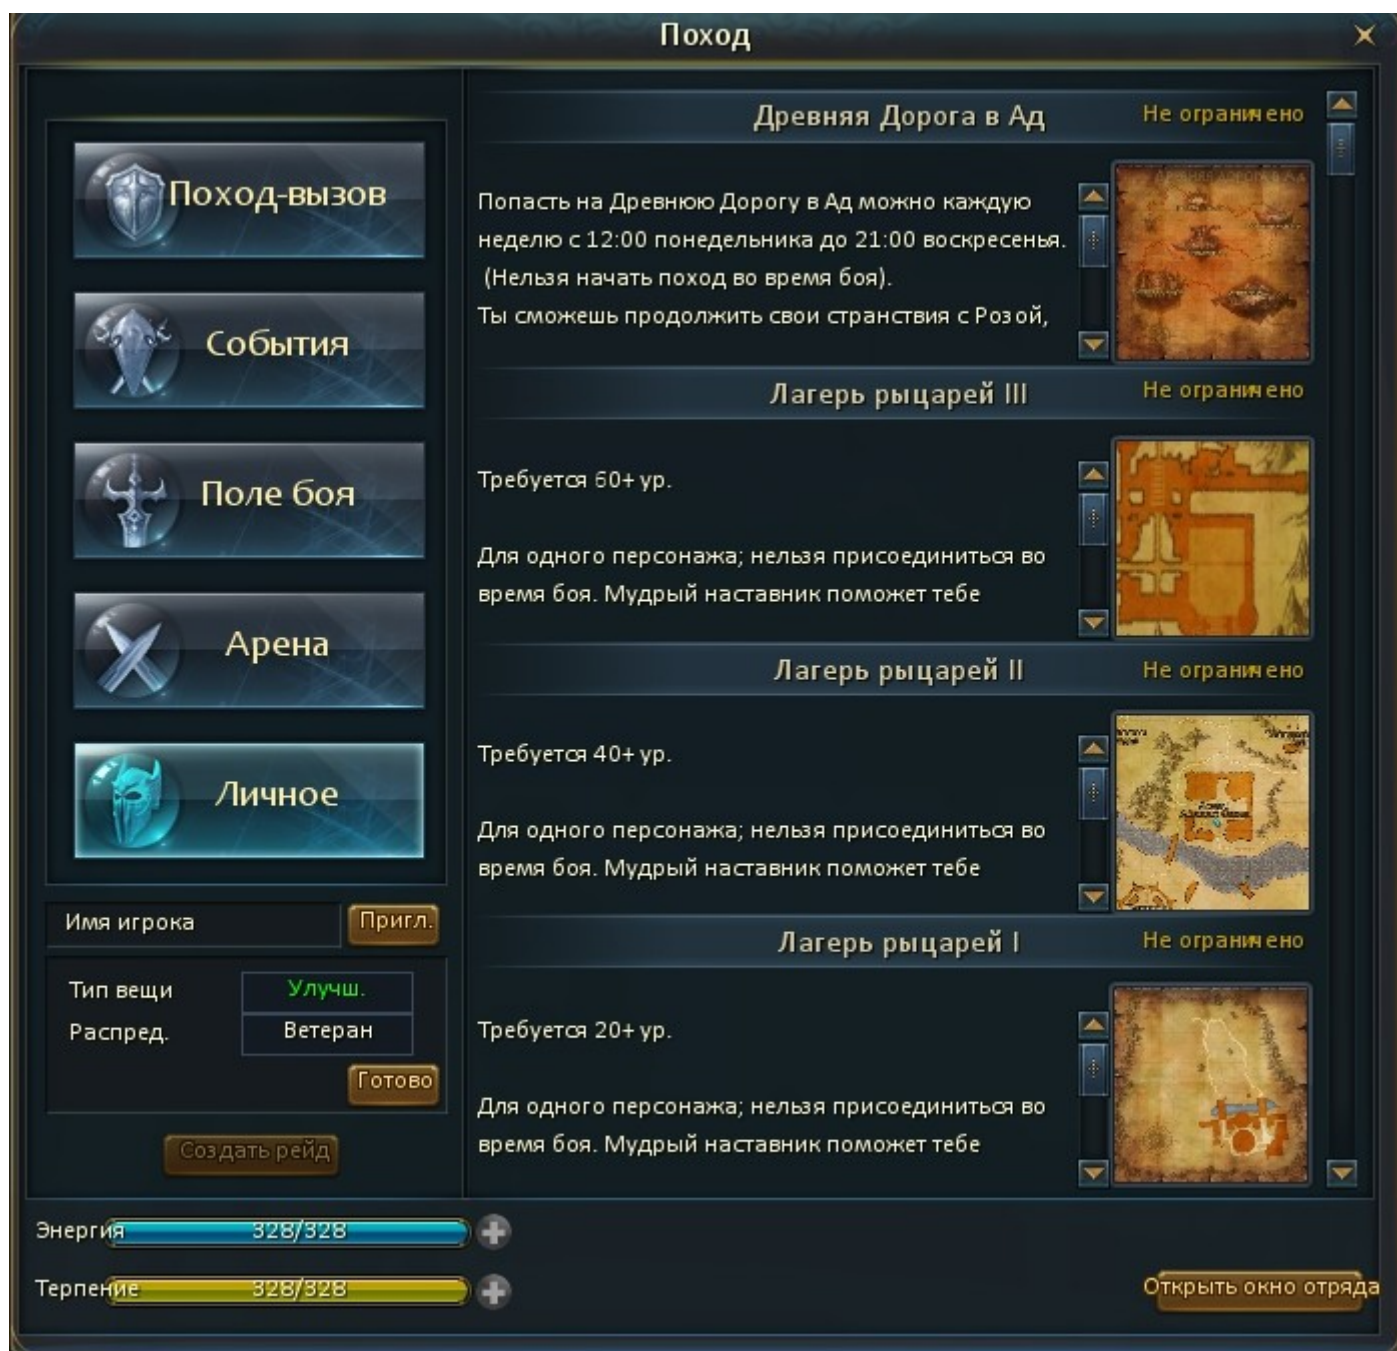 Поход
Поход-вызов
События
Поле боя
Арена
Личное
Имя игрока
Пригл.
Тип вещи
Улучш.
Распред.
Ветеран
Готово
Создать рейд
Древняя Дорога в Ад
Не ограничено
Попасть на Древнюю Дорогу в Ад можно каждую
неделю с 12:00 понедельника до 21:00 воскресенья.
(Нельзя начать поход во время боя).
Ты сможешь продолжить свои странствия с Розой,
Лагерь рыцарей III
Не ограничено
Требуется 60+ ур.
Для одного персонажа; нельзя присоединиться во
время боя. Мудрый наставник поможет тебе
Лагерь рыцарей II
Не ограничено
Требуется 40+ ур.
Для одного персонажа; нельзя присоединиться во
время боя. Мудрый наставник поможет тебе
Лагерь рыцарей I
Не ограничено
Требуется 20+ ур.
Для одного персонажа; нельзя присоединиться во
время боя. Мудрый наставник поможет тебе
Энергия
328/328
Терпение
328/328
Открыть окно отряда